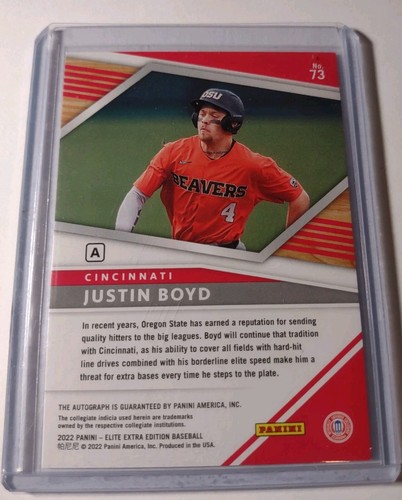 No.
73
OSU
BEAVERS
4
A
CINCINNATI
JUSTIN BOYD
In recent years, Oregon State has earned a reputation for sending
quality hitters to the big leagues. Boyd will continue that tradition
with Cincinnati, as his ability to cover all fields with hard-hit
line drives combined with his borderline elite speed make him a
threat for extra bases every time he steps to the plate.
THE AUTOGRAPH IS GUARANTEED BY PANINI AMERICA, INC.
The collegiate indicia used herein are trademarks
owned by the respective collegiate institutions.
PANINI
2022 PANINI – ELITE EXTRA EDITION BASEBALL
帕尼尼 © 2022 Panini America, Inc. Produced in the USA.